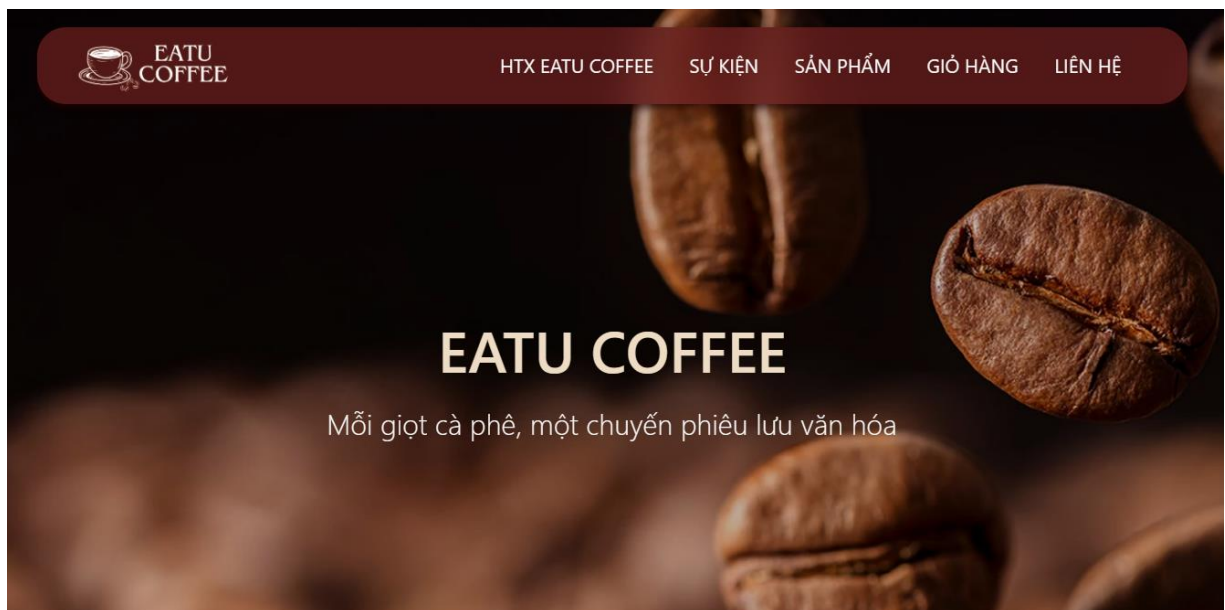 EATU
COFFEE
HTX EATU COFFEE SỰ KIỆN SẢN PHẨM GIỎ HÀNG LIÊN HỆ
EATU COFFEE
Mỗi giọt cà phê, một chuyến phiêu lưu văn hóa